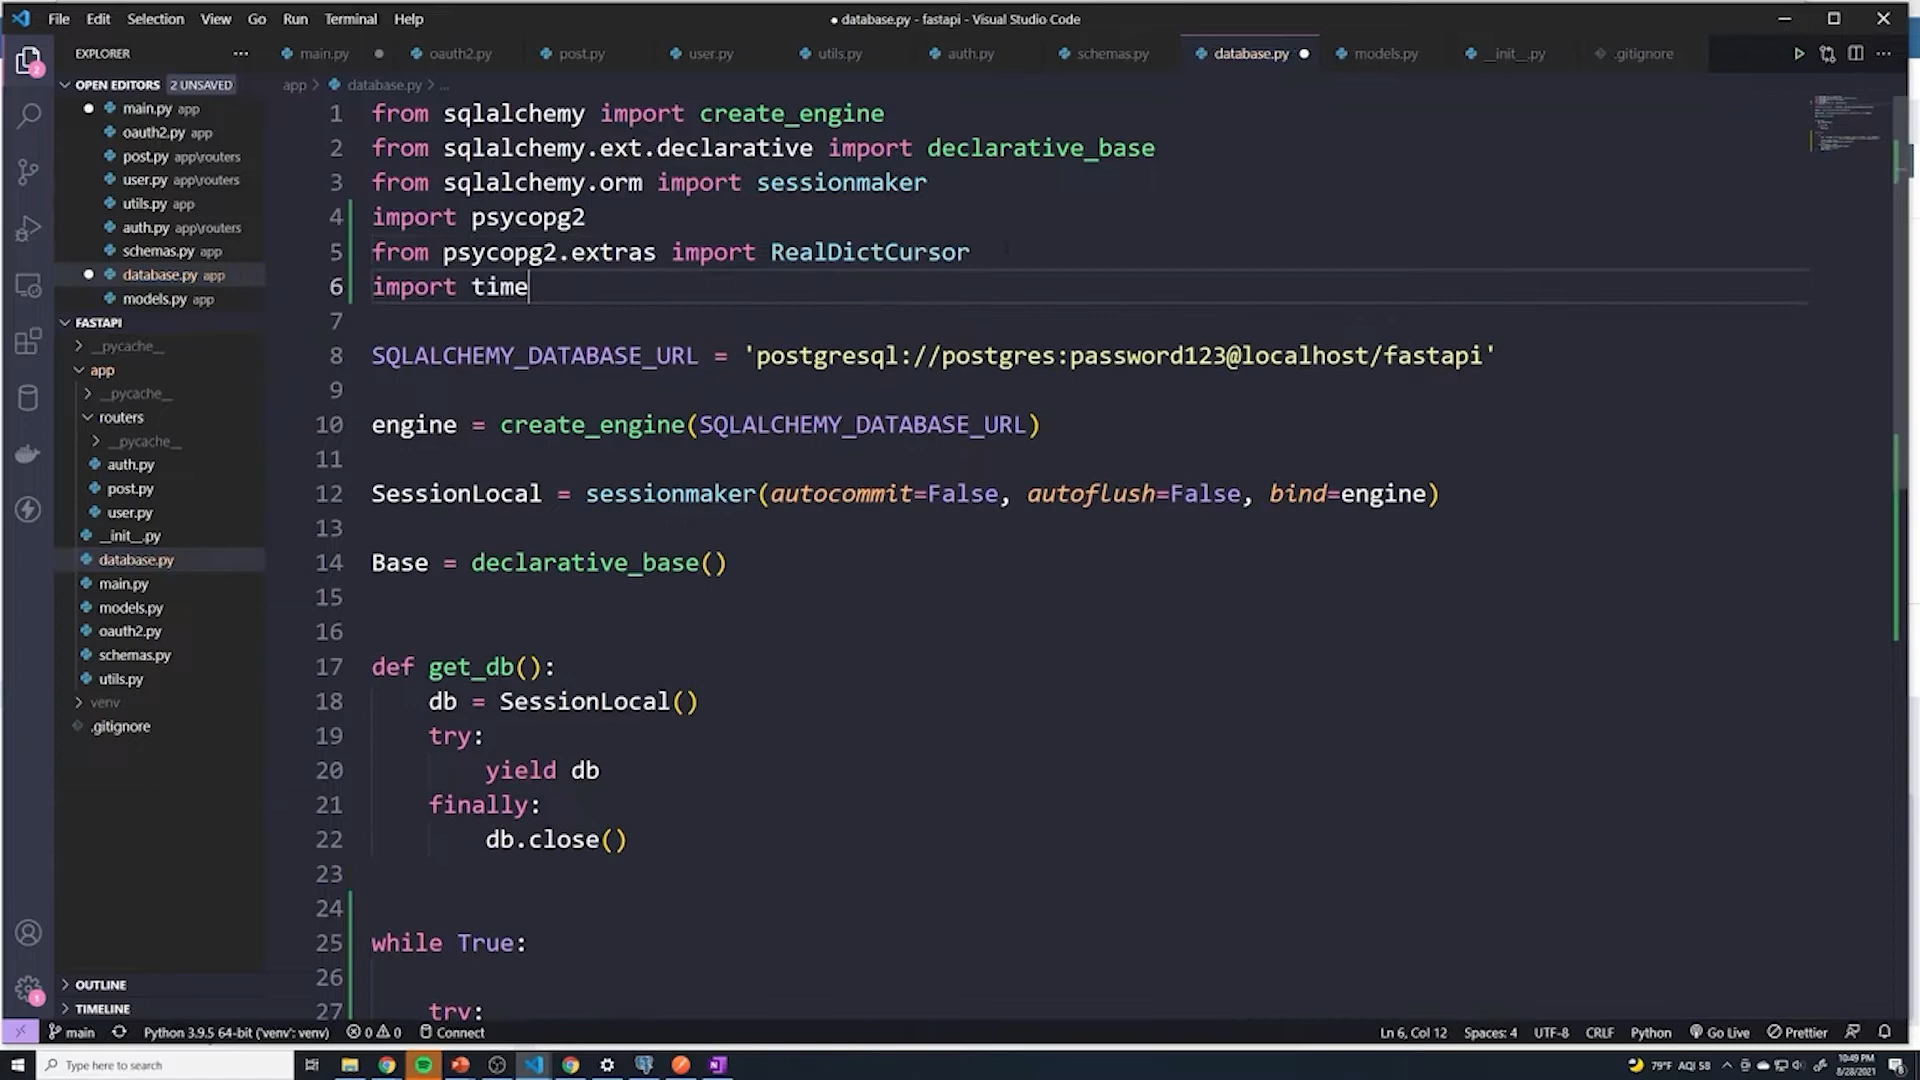 File Edit Selection View Go Run Terminal Help
● database.py - fastapi - Visual Studio Code
EXPLORER
main.py oauth2.py post.py user.py utils.py auth.py schemas.py database.py models.py __init__.py .gitignore
OPEN EDITORS 2 UNSAVED
main.py app
oauth2.py app
post.py app\routers
user.py app\routers
utils.py app
auth.py app\routers
schemas.py app
database.py app
models.py app
FASTAPI
__pycache__
app
__pycache__
routers
__pycache__
auth.py
post.py
user.py
__init__.py
database.py
main.py
models.py
oauth2.py
schemas.py
utils.py
venv
.gitignore
OUTLINE
TIMELINE
app > database.py > ...
1 from sqlalchemy import create_engine
2 from sqlalchemy.ext.declarative import declarative_base
3 from sqlalchemy.orm import sessionmaker
4 import psycopg2
5 from psycopg2.extras import RealDictCursor
6 import time
7
8 SQLALCHEMY_DATABASE_URL = 'postgresql://postgres:password123@localhost/fastapi'
9
10 engine = create_engine(SQLALCHEMY_DATABASE_URL)
11
12 SessionLocal = sessionmaker(autocommit=False, autoflush=False, bind=engine)
13
14 Base = declarative_base()
15
16
17 def get_db():
18 db = SessionLocal()
19 try:
20 yield db
21 finally:
22 db.close()
23
24
25 while True:
26
27 try:
main Python 3.9.5 64-bit ('venv': venv) 0 0 Connect
Ln 6, Col 12 Spaces: 4 UTF-8 CRLF Python Go Live Prettier
Type here to search
79°F AQI 58
10:49 PM
8/28/2021